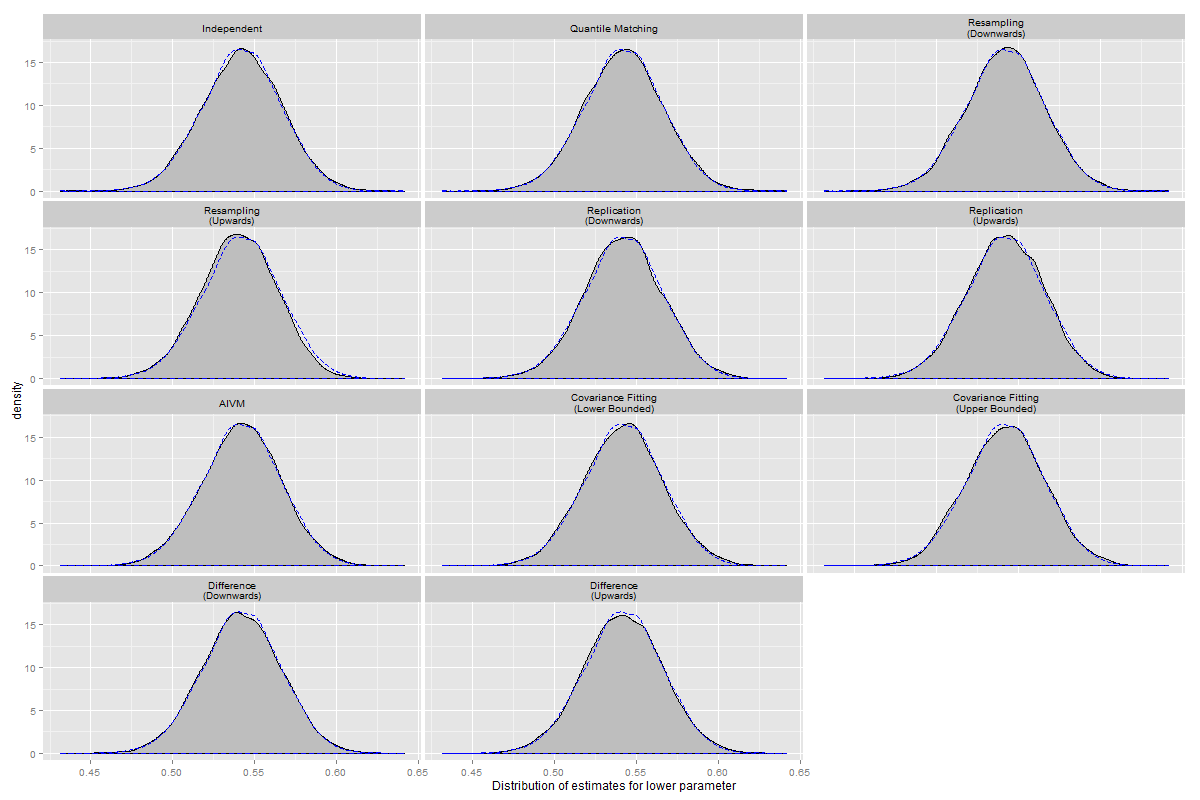 Independent
Quantile Matching
Resampling
(Downwards)
15
10
5
0
Resampling
(Upwards)
Replication
(Downwards)
Replication
(Upwards)
15
10
5
0
density
AIVM
Covariance Fitting
(Lower Bounded)
Covariance Fitting
(Upper Bounded)
15
10
5
0
Difference
(Downwards)
Difference
(Upwards)
15
10
5
0
0.45 0.50 0.55 0.60 0.65
0.45 0.50 0.55 0.60 0.65
Distribution of estimates for lower parameter